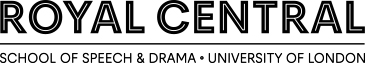 ROYAL CENTRAL
SCHOOL OF SPEECH & DRAMA • UNIVERSITY OF LONDON